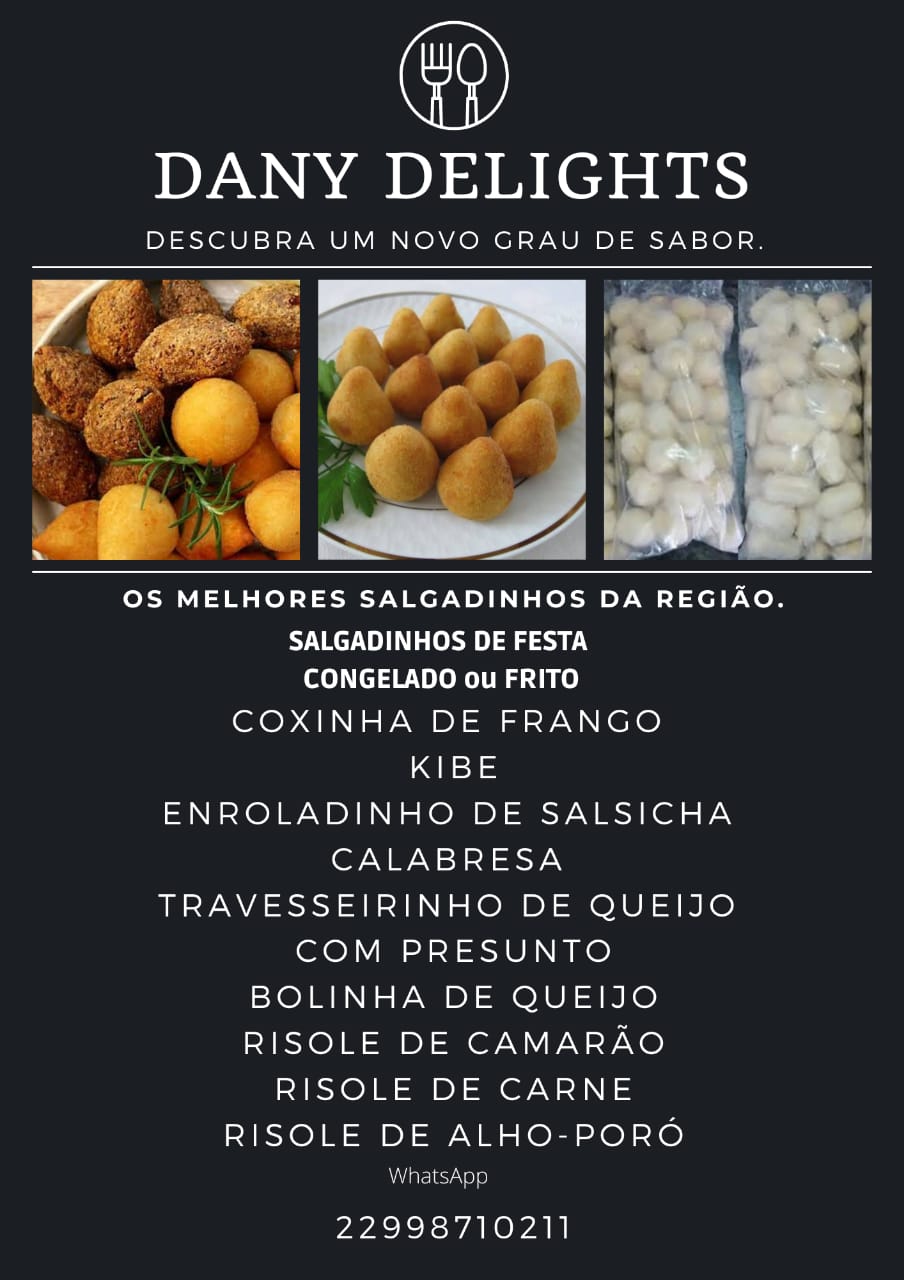 DANY DELIGHTS
DESCUBRA UM NOVO GRAU DE SABOR.
OS MELHORES SALGADINHOS DA REGIÃO.
SALGADINHOS DE FESTA
CONGELADO ou FRITO
COXINHA DE FRANGO
KIBE
ENROLADINHO DE SALSICHA
CALABRESA
TRAVESSEIRINHO DE QUEIJO
COM PRESUNTO
BOLINHA DE QUEIJO
RISOLE DE CAMARÃO
RISOLE DE CARNE
RISOLE DE ALHO-PORÓ
WhatsApp
22998710211